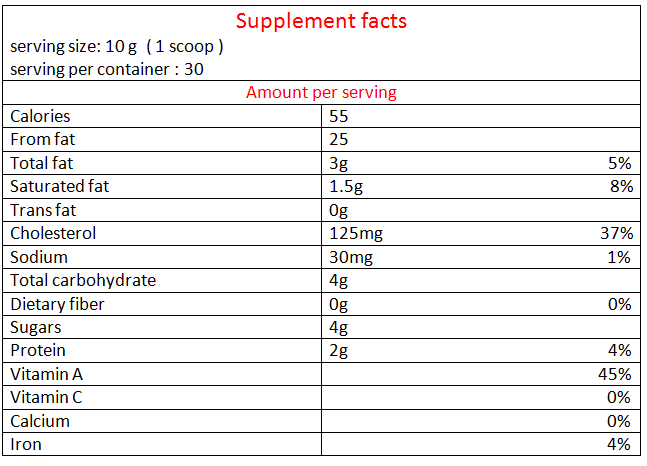 Supplement facts
serving size: 10 g  ( 1 scoop )
serving per container : 30
Amount per serving
Calories 55
From fat 25
Total fat 3g 5%
Saturated fat 1.5g 8%
Trans fat 0g
Cholesterol 125mg 37%
Sodium 30mg 1%
Total carbohydrate 4g
Dietary fiber 0g 0%
Sugars 4g
Protein 2g 4%
Vitamin A 45%
Vitamin C 0%
Calcium 0%
Iron 4%